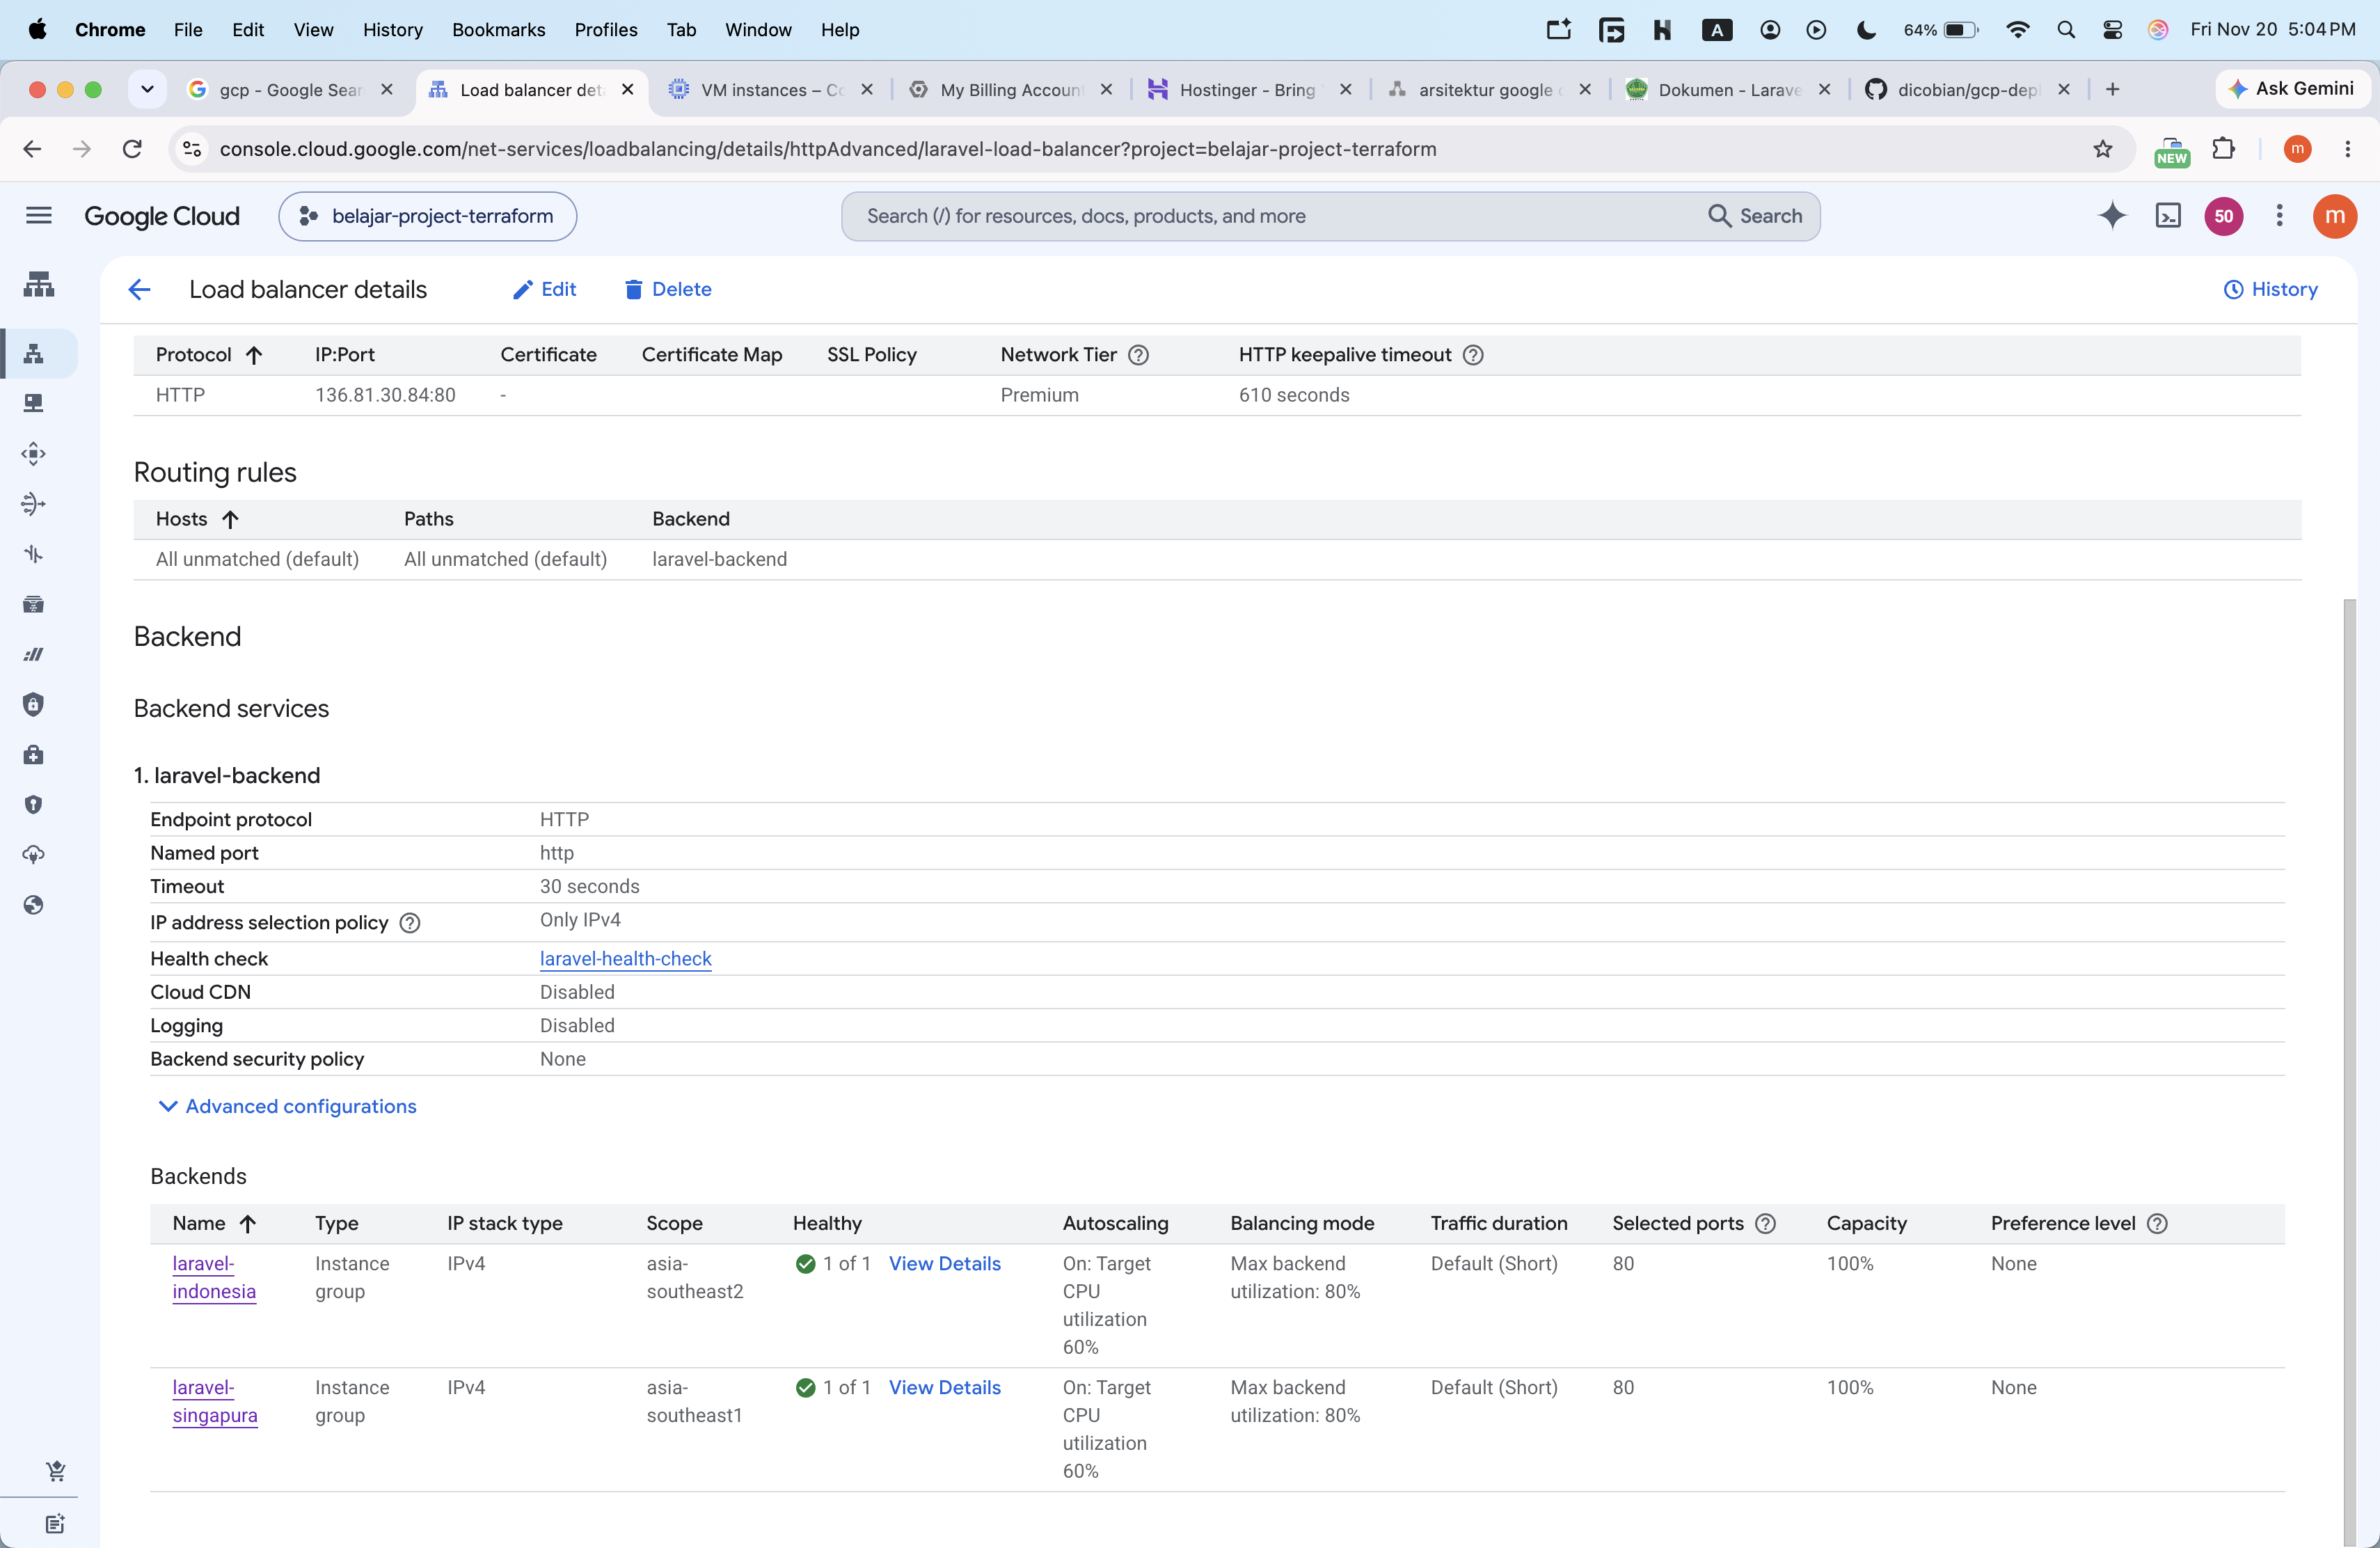 Chrome File Edit View History Bookmarks Profiles Tab Window Help A 64% Fri Nov 20 5:04 PM
gcp - Google Sear Load balancer deta VM instances – Co My Billing Account Hostinger - Bring arsitektur google Dokumen - Larave dicobian/gcp-dep Ask Gemini
console.cloud.google.com/net-services/loadbalancing/details/httpAdvanced/laravel-load-balancer?project=belajar-project-terraform NEW m
Google Cloud belajar-project-terraform Search (/) for resources, docs, products, and more Search 50 m
Load balancer details Edit Delete History
Protocol IP:Port Certificate Certificate Map SSL Policy Network Tier HTTP keepalive timeout
HTTP 136.81.30.84:80 - Premium 610 seconds
Routing rules
Hosts Paths Backend
All unmatched (default) All unmatched (default) laravel-backend
Backend
Backend services
1. laravel-backend
Endpoint protocol HTTP
Named port http
Timeout 30 seconds
IP address selection policy Only IPv4
Health check laravel-health-check
Cloud CDN Disabled
Logging Disabled
Backend security policy None
Advanced configurations
Backends
Name Type IP stack type Scope Healthy Autoscaling Balancing mode Traffic duration Selected ports Capacity Preference level
laravel- Instance IPv4 asia- 1 of 1 View Details On: Target Max backend Default (Short) 80 100% None
indonesia group southeast2 CPU utilization: 80%
utilization
60%
laravel- Instance IPv4 asia- 1 of 1 View Details On: Target Max backend Default (Short) 80 100% None
singapura group southeast1 CPU utilization: 80%
utilization
60%